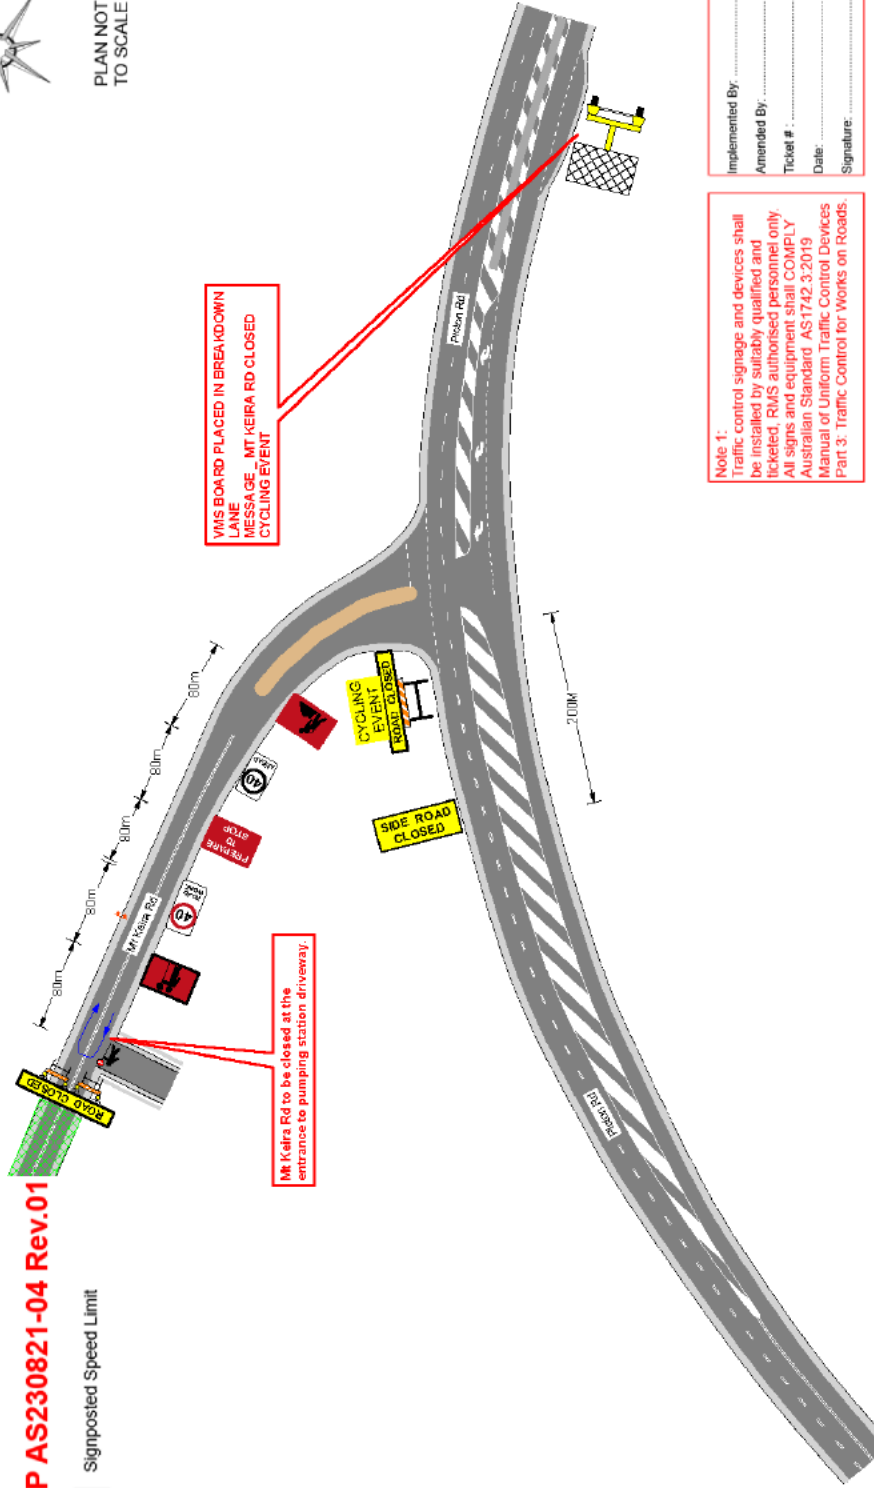 P AS230821-04 Rev.01
Signposted Speed Limit
PLAN NOT
TO SCALE
VMS BOARD PLACED IN BREAKDOWN
LANE
MESSAGE_ MT KEIRA RD CLOSED
CYCLING EVENT
Mt Keira Rd to be closed at the
entrance to pumping station driveway.
ROAD CLOSED
80m
80m
80m
80m
80m
Mt Keira Rd
40
PREPARE
TO
STOP
40
AHEAD
CYCLING
EVENT
ROAD CLOSED
SIDE ROAD
CLOSED
Picton Rd
Picton Rd
200M
Note 1:
Traffic control signage and devices shall
be installed by suitably qualified and
ticketed, RMS authorised personnel only.
All signs and equipment shall COMPLY
Australian Standard AS1742.3:2019
Manual of Uniform Traffic Control Devices
Part 3: Traffic Control for Works on Roads.
Implemented By:
Amended By:
Ticket # :
Date:
Signature: